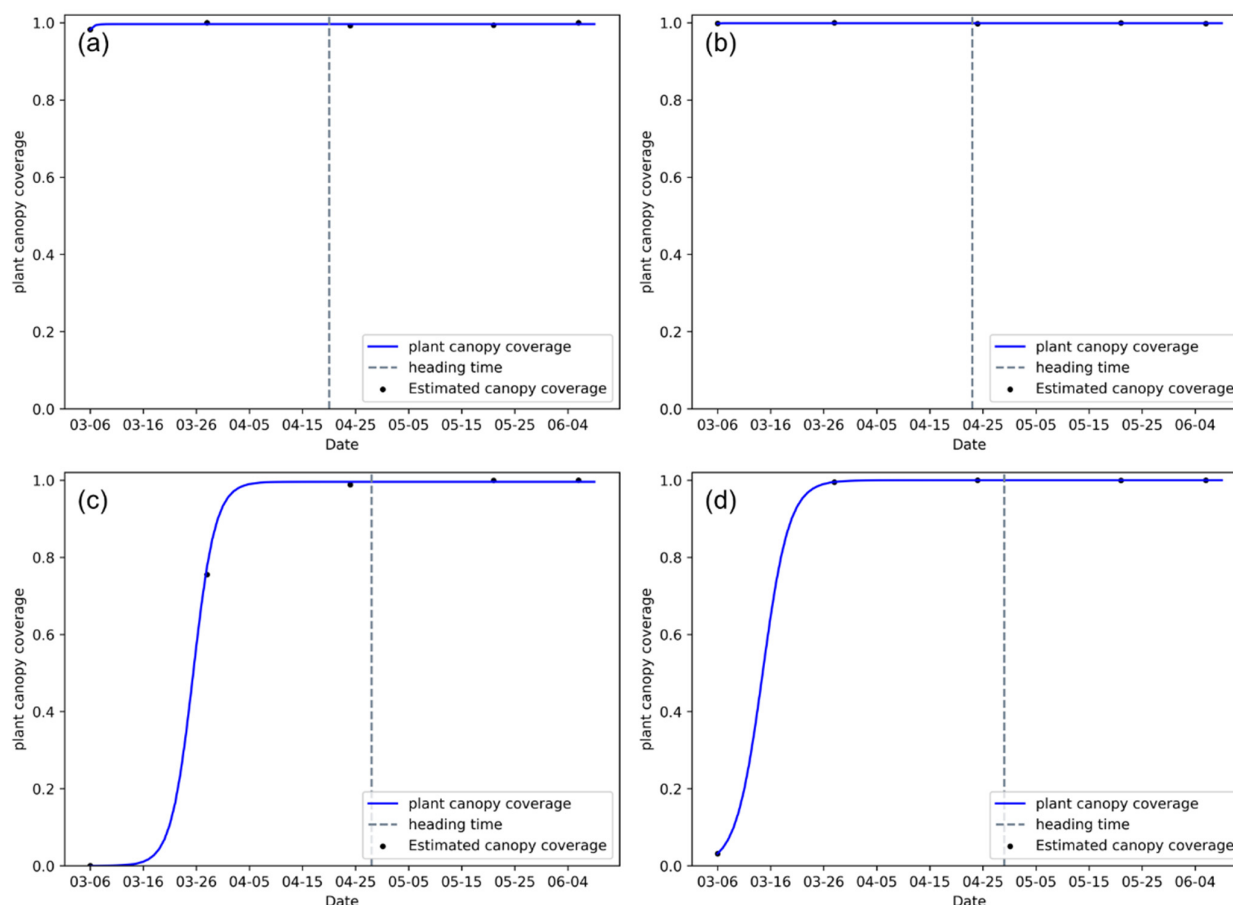 (a)
plant canopy coverage
1.0
0.8
0.6
0.4
0.2
0.0
plant canopy coverage
heading time
Estimated canopy coverage
03-06 03-16 03-26 04-05 04-15 04-25 05-05 05-15 05-25 06-04
Date
(b)
plant canopy coverage
1.0
0.8
0.6
0.4
0.2
0.0
plant canopy coverage
heading time
Estimated canopy coverage
03-06 03-16 03-26 04-05 04-15 04-25 05-05 05-15 05-25 06-04
Date
(c)
plant canopy coverage
1.0
0.8
0.6
0.4
0.2
0.0
plant canopy coverage
heading time
Estimated canopy coverage
03-06 03-16 03-26 04-05 04-15 04-25 05-05 05-15 05-25 06-04
Date
(d)
plant canopy coverage
1.0
0.8
0.6
0.4
0.2
0.0
plant canopy coverage
heading time
Estimated canopy coverage
03-06 03-16 03-26 04-05 04-15 04-25 05-05 05-15 05-25 06-04
Date